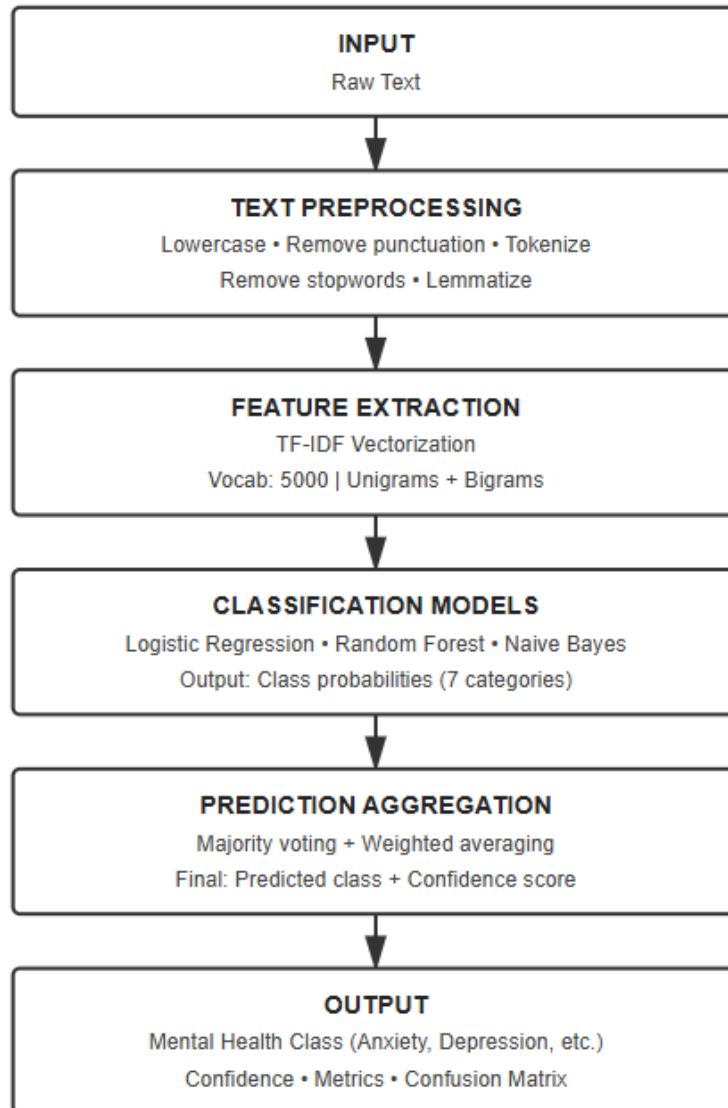 INPUT
Raw Text
TEXT PREPROCESSING
Lowercase • Remove punctuation • Tokenize
Remove stopwords • Lemmatize
FEATURE EXTRACTION
TF-IDF Vectorization
Vocab: 5000 | Unigrams + Bigrams
CLASSIFICATION MODELS
Logistic Regression • Random Forest • Naive Bayes
Output: Class probabilities (7 categories)
PREDICTION AGGREGATION
Majority voting + Weighted averaging
Final: Predicted class + Confidence score
OUTPUT
Mental Health Class (Anxiety, Depression, etc.)
Confidence • Metrics • Confusion Matrix